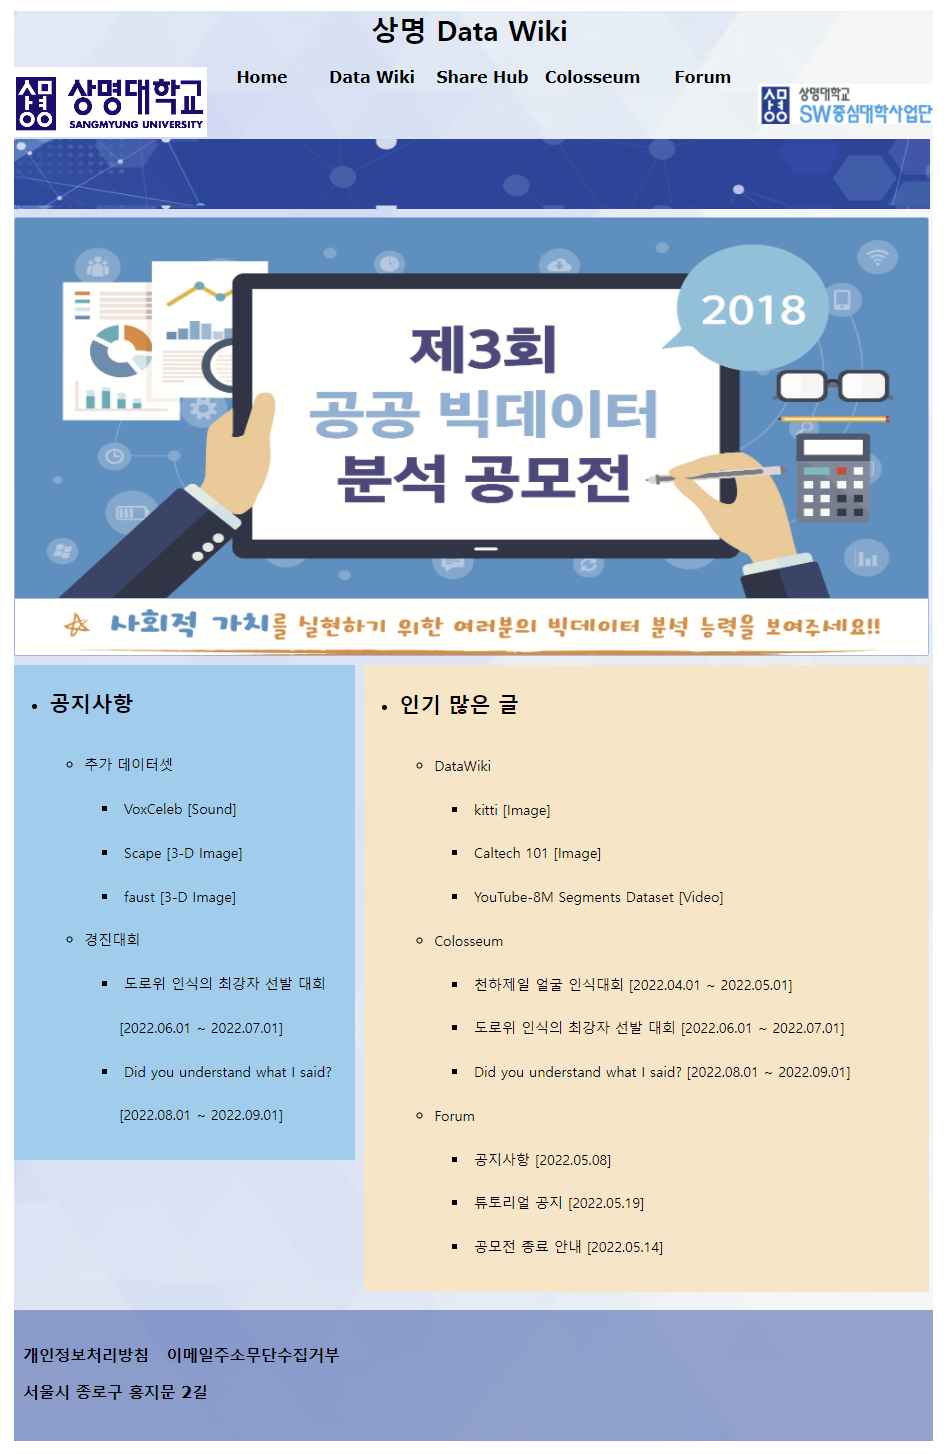 상명 Data Wiki
상명대학교
SANGMYUNG UNIVERSITY
Home Data Wiki Share Hub Colosseum Forum
상명대학교
SW중심대학사업단
2018
제3회
공공 빅데이터
분석 공모전
사회적 가치를 실현하기 위한 여러분의 빅데이터 분석 능력을 보여주세요!!
공지사항
추가 데이터셋
VoxCeleb [Sound]
Scape [3-D Image]
faust [3-D Image]
경진대회
도로위 인식의 최강자 선발 대회
[2022.06.01 ~ 2022.07.01]
Did you understand what I said?
[2022.08.01 ~ 2022.09.01]
인기 많은 글
DataWiki
kitti [Image]
Caltech 101 [Image]
YouTube-8M Segments Dataset [Video]
Colosseum
천하제일 얼굴 인식대회 [2022.04.01 ~ 2022.05.01]
도로위 인식의 최강자 선발 대회 [2022.06.01 ~ 2022.07.01]
Did you understand what I said? [2022.08.01 ~ 2022.09.01]
Forum
공지사항 [2022.05.08]
튜토리얼 공지 [2022.05.19]
공모전 종료 안내 [2022.05.14]
개인정보처리방침 이메일주소무단수집거부
서울시 종로구 홍지문 2길